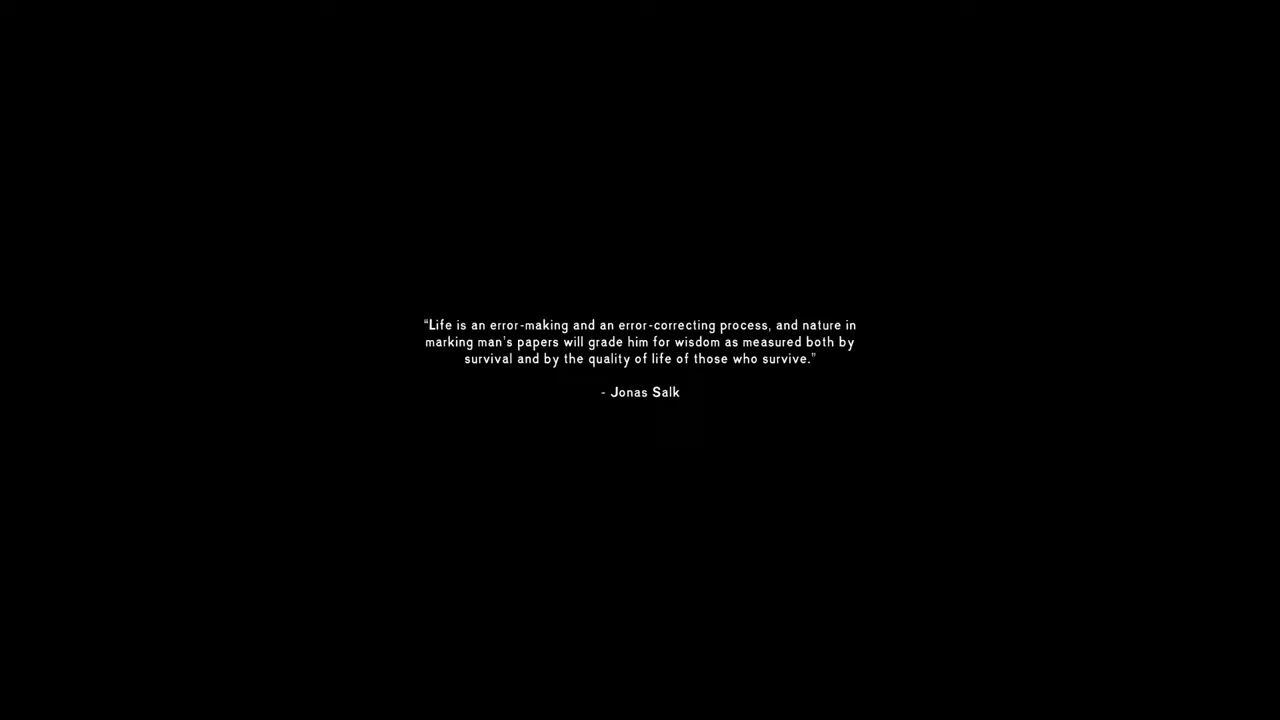 “Life is an error-making and an error-correcting process, and nature in
marking man's papers will grade him for wisdom as measured both by
survival and by the quality of life of those who survive.”
- Jonas Salk